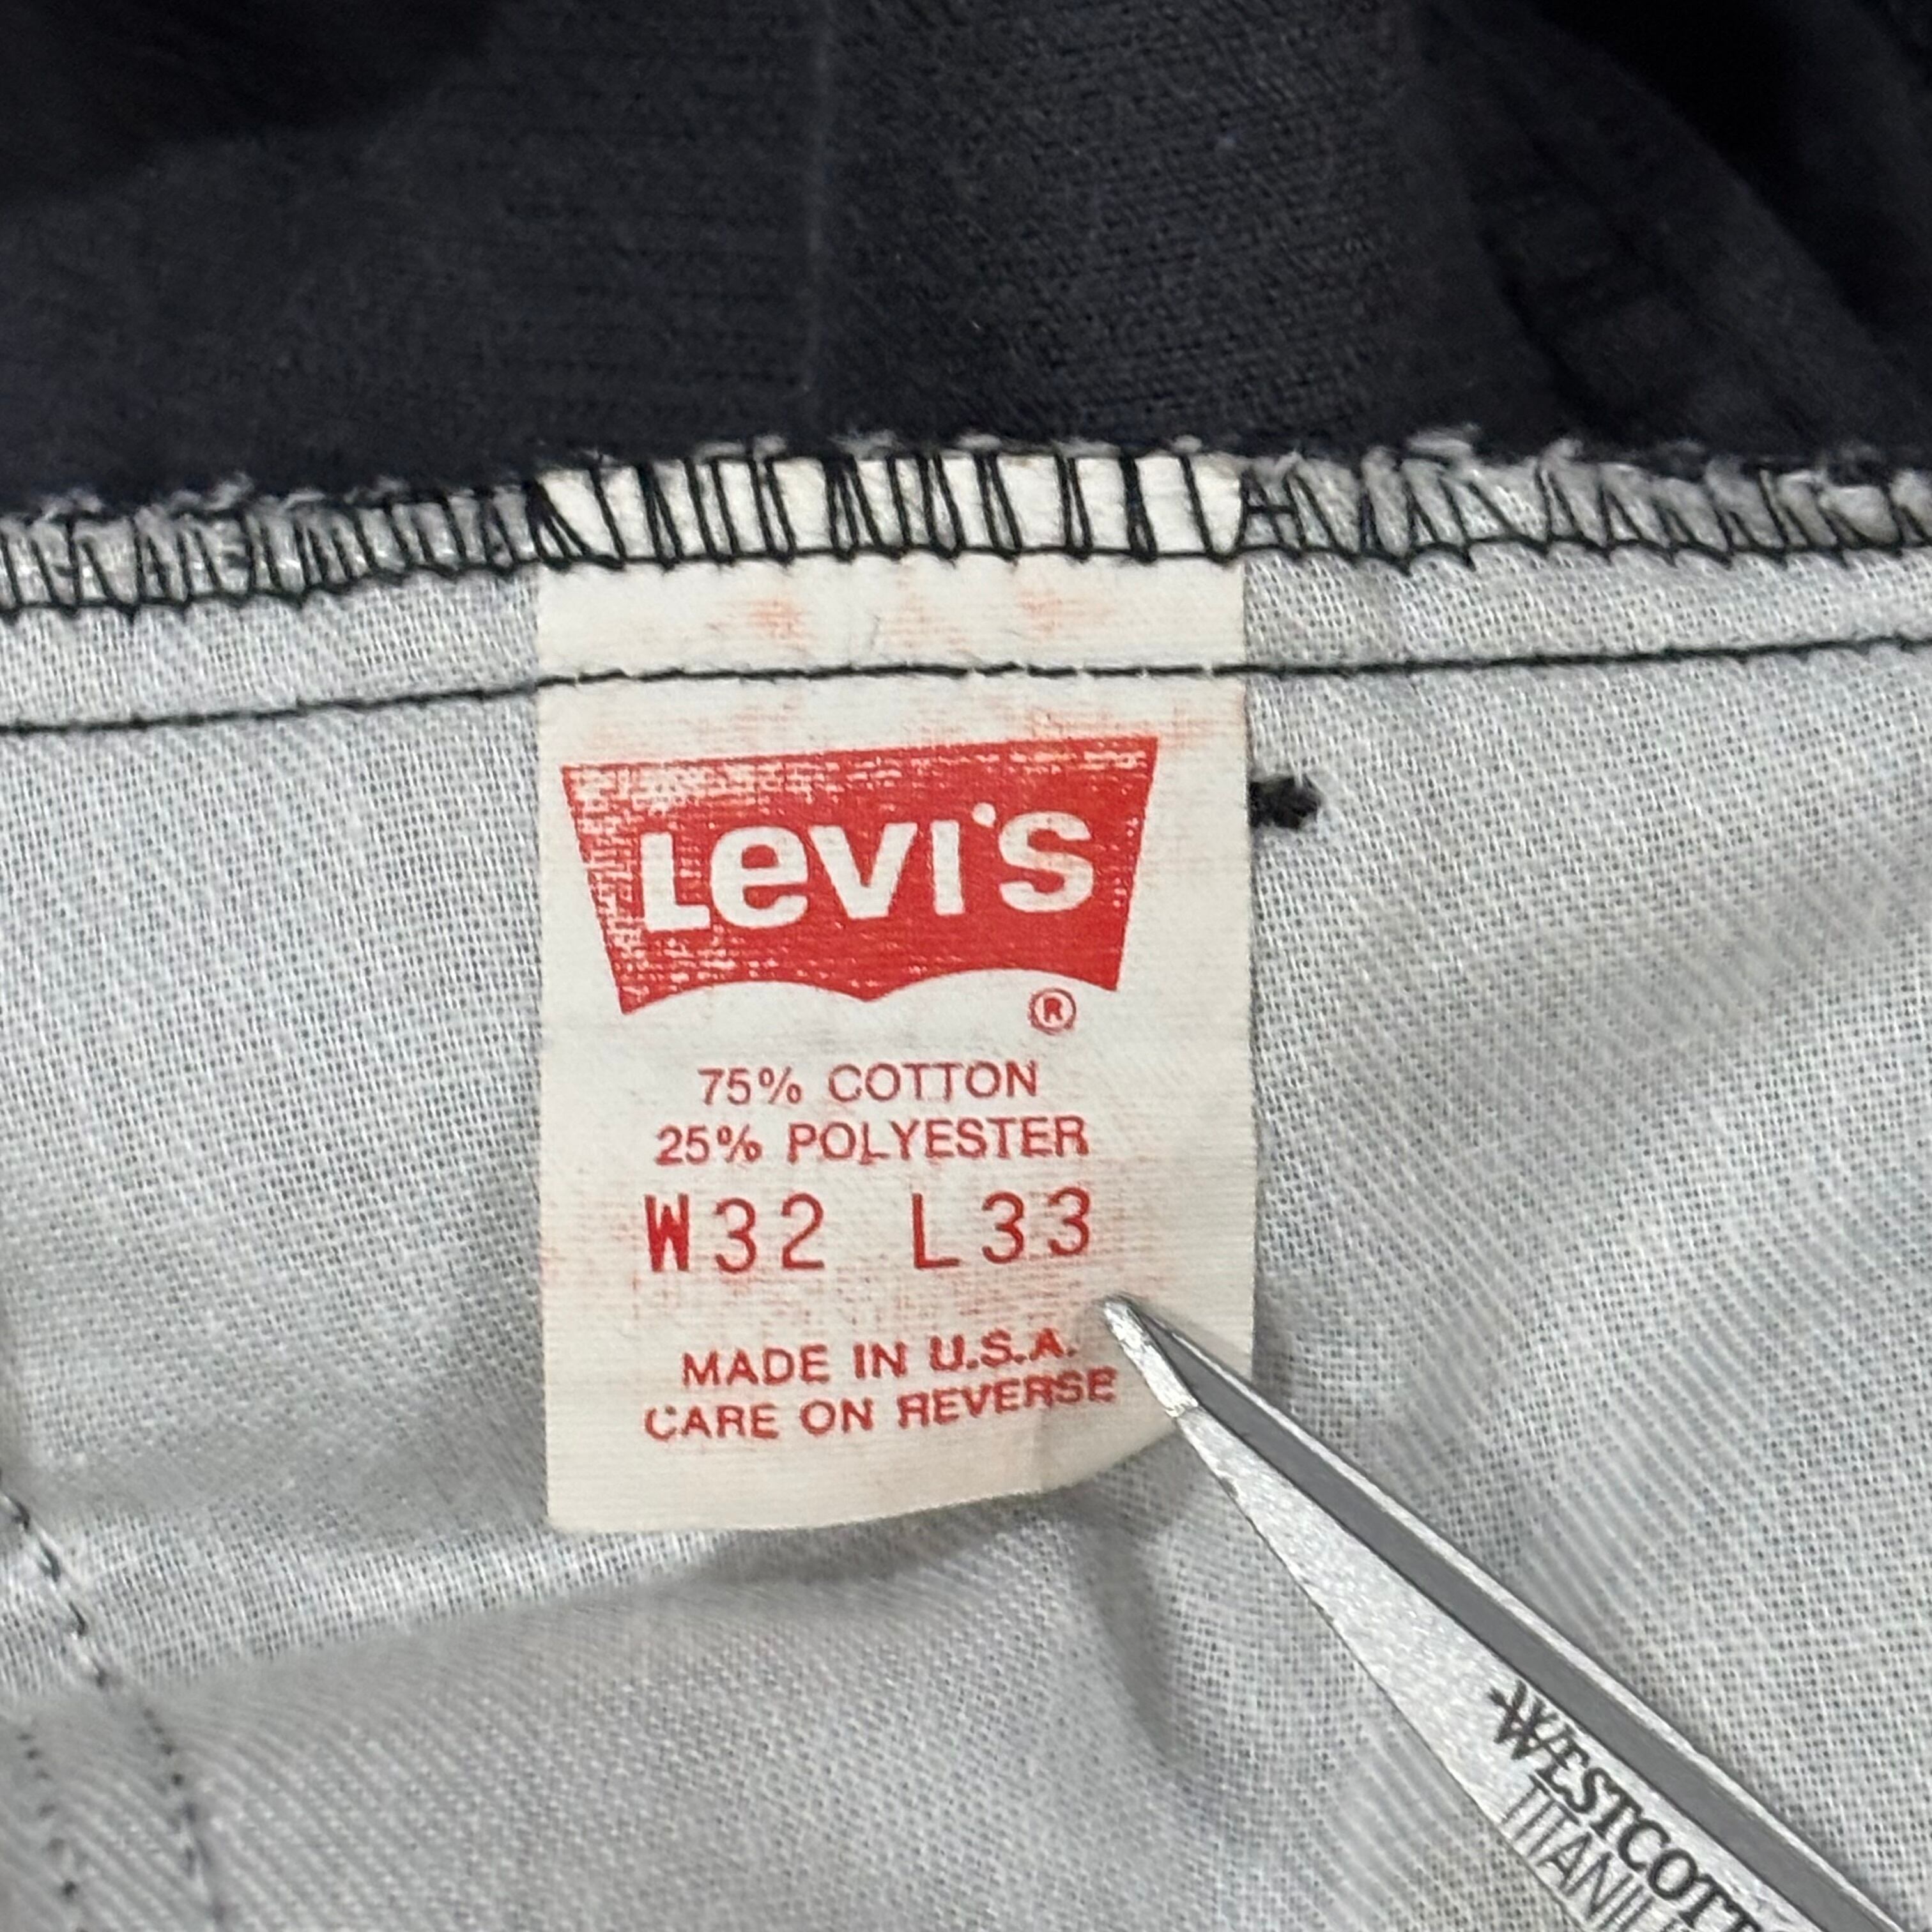 Levi's
®
75% COTTON
25% POLYESTER
W32 L33
MADE IN U.S.A.
CARE ON REVERSE
WESTCOTT